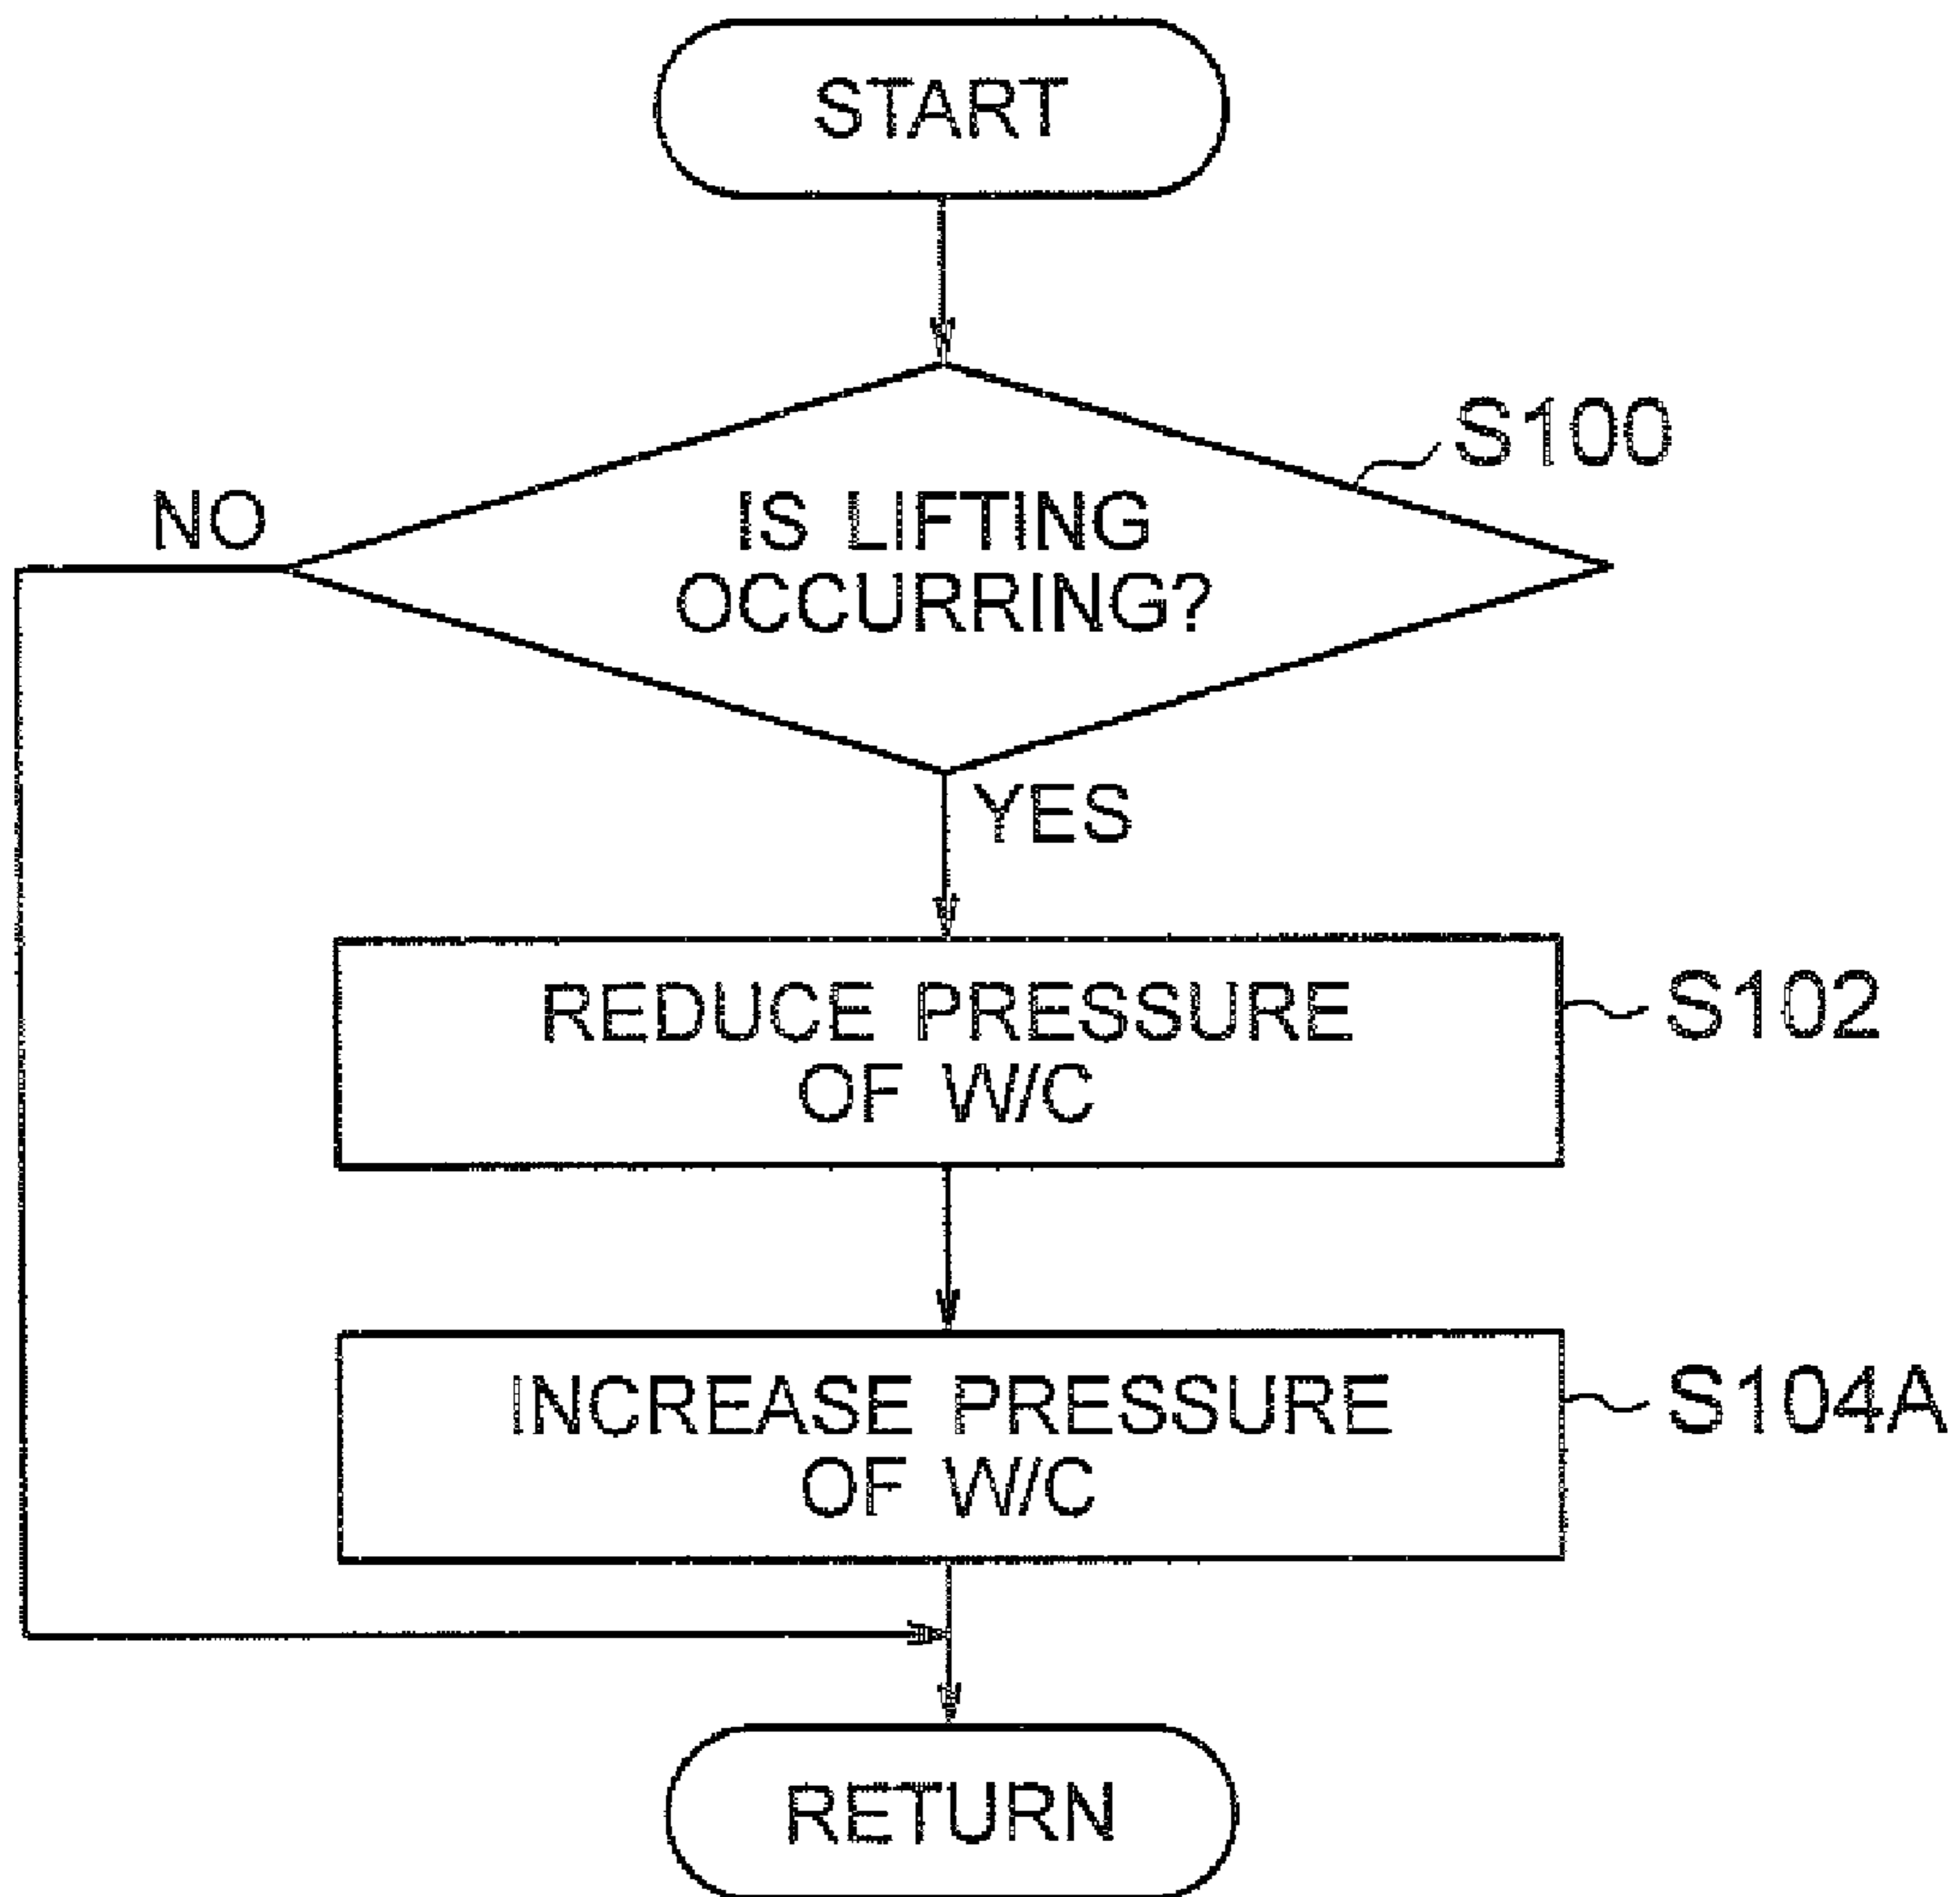 START
S100
NO
IS LIFTING
OCCURRING?
YES
REDUCE PRESSURE
OF W/C
S102
INCREASE PRESSURE
OF W/C
S104A
RETURN